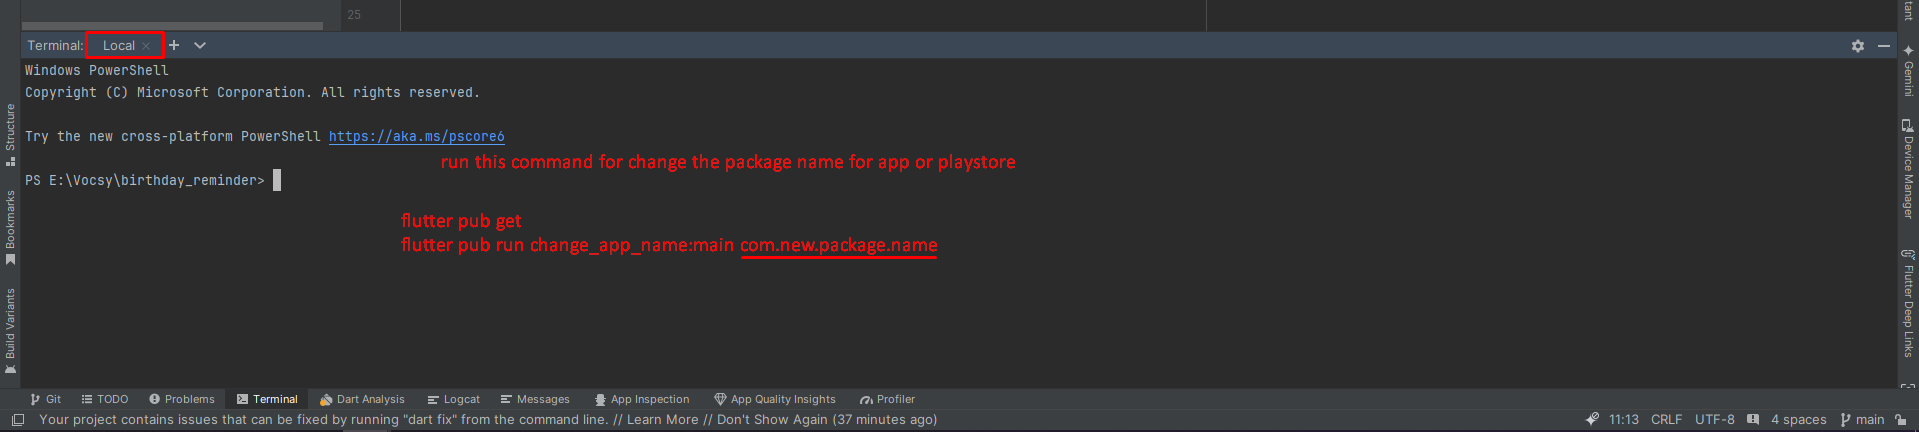 25
tant
Terminal: Local × +
Windows PowerShell
Copyright (C) Microsoft Corporation. All rights reserved.
Try the new cross-platform PowerShell https://aka.ms/pscore6
run this command for change the package name for app or playstore
PS E:\Vocsy\birthday_reminder>
flutter pub get
flutter pub run change_app_name:main com.new.package.name
Structure
Bookmarks
Build Variants
Gemini
Device Manager
Flutter Deep Links
Git TODO Problems Terminal Dart Analysis Logcat Messages App Inspection App Quality Insights Profiler
Your project contains issues that can be fixed by running "dart fix" from the command line. // Learn More // Don't Show Again (37 minutes ago) 11:13 CRLF UTF-8 4 spaces main